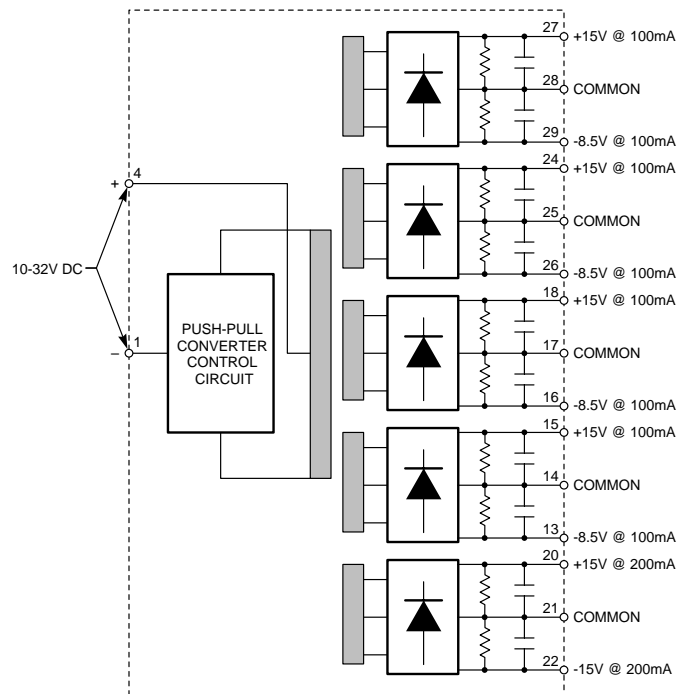 27
+15V @ 100mA
28
COMMON
29
-8.5V @ 100mA
24
+15V @ 100mA
25
COMMON
26
-8.5V @ 100mA
18
+15V @ 100mA
17
COMMON
16
-8.5V @ 100mA
15
+15V @ 100mA
14
COMMON
13
-8.5V @ 100mA
20
+15V @ 200mA
21
COMMON
22
-15V @ 200mA
+
4
10-32V DC
–
1
PUSH-PULL
CONVERTER
CONTROL
CIRCUIT